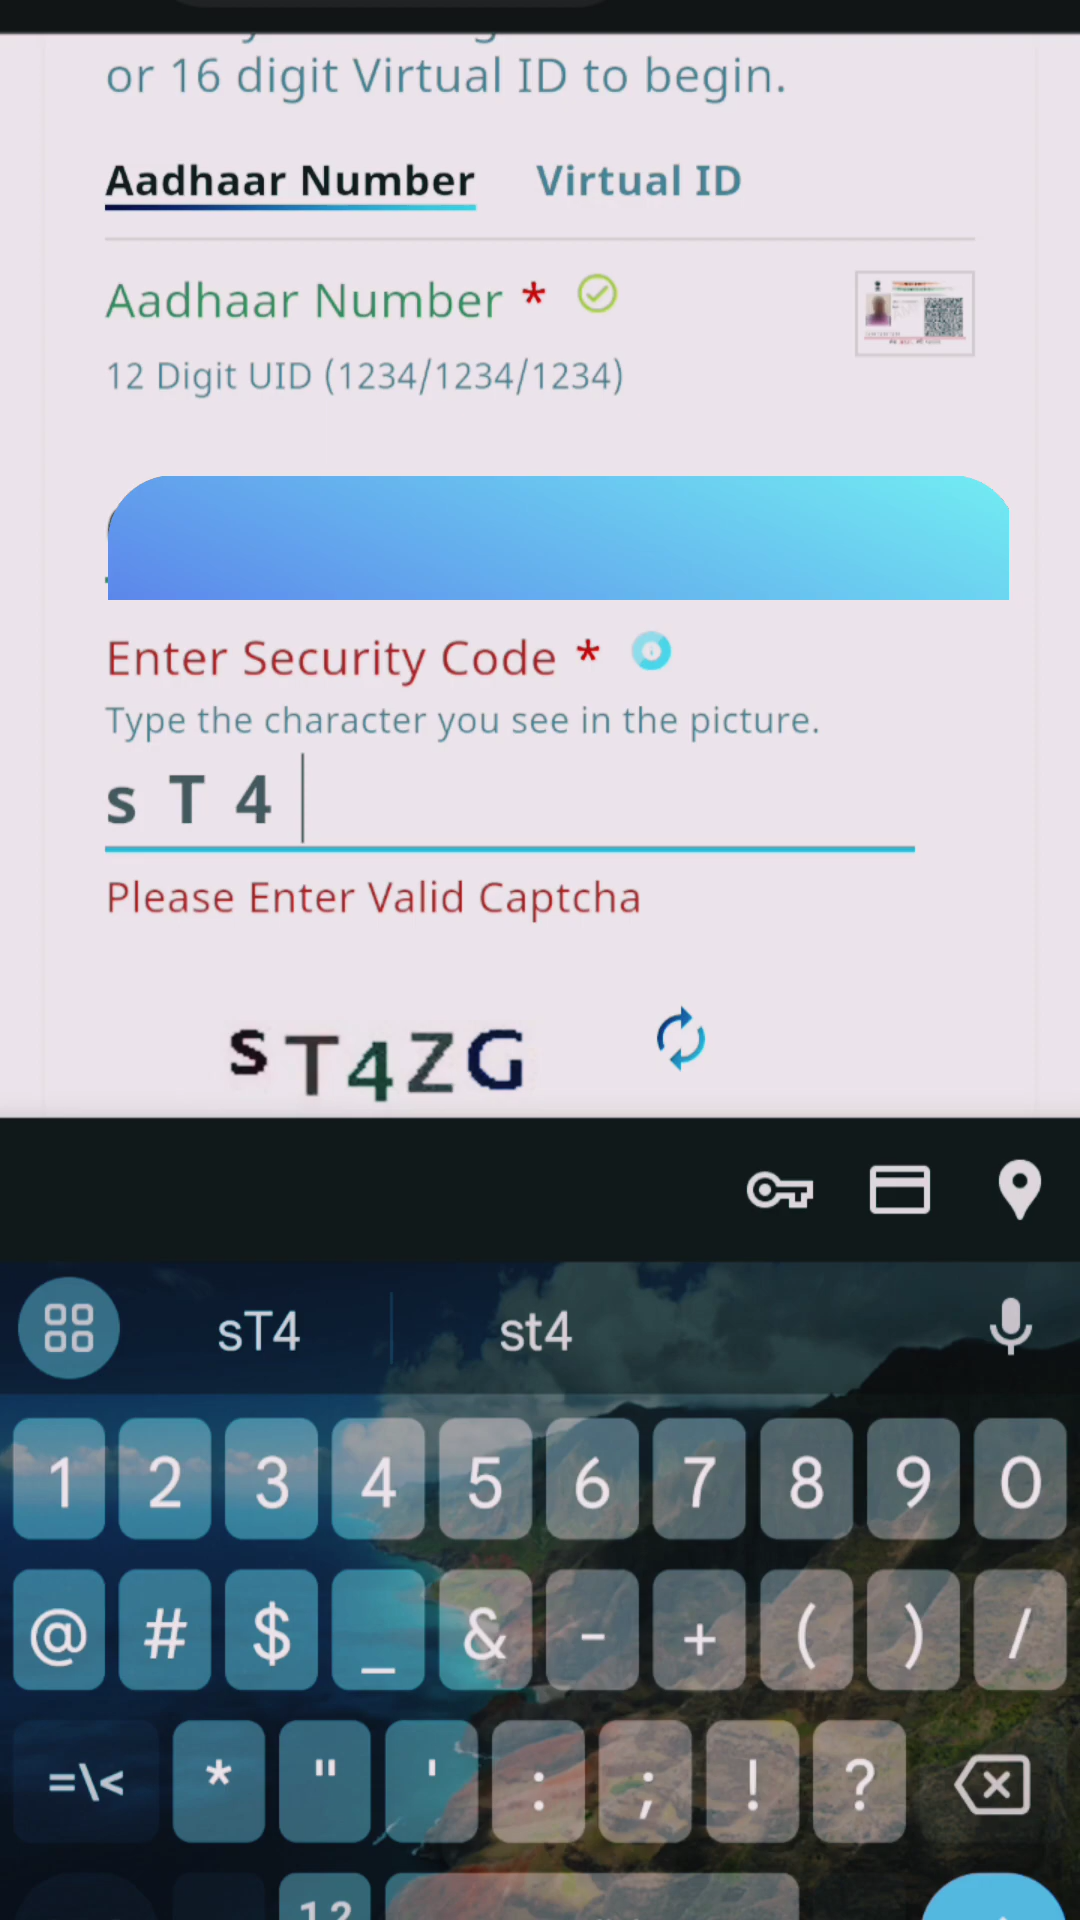 or 16 digit Virtual ID to begin.
Aadhaar Number Virtual ID
Aadhaar Number *
12 Digit UID (1234/1234/1234)
Enter Security Code *
Type the character you see in the picture.
s T 4
Please Enter Valid Captcha
sT4ZG
sT4 st4
1 2 3 4 5 6 7 8 9 0
@ # $ _ & - + ( ) /
=\< * " ' : ; ! ?
12